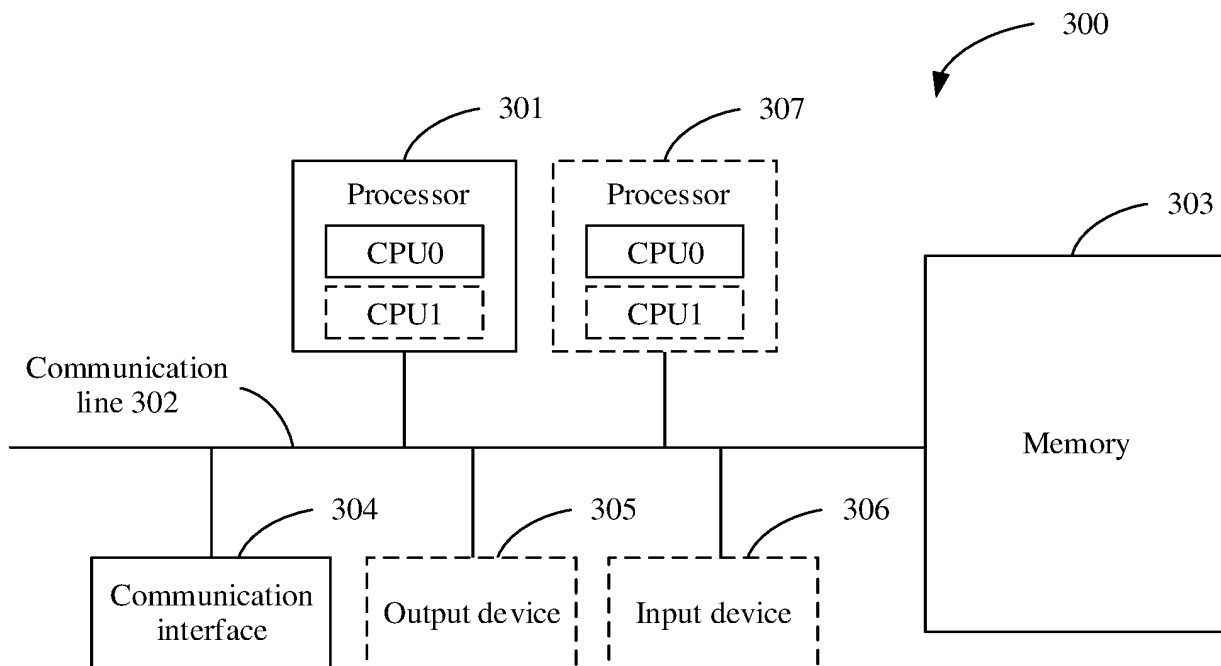 300
301
307
Processor
Processor
303
CPU0
CPU0
CPU1
CPU1
Communication
line 302
Memory
304
305
306
Communication
interface
Output device
Input device